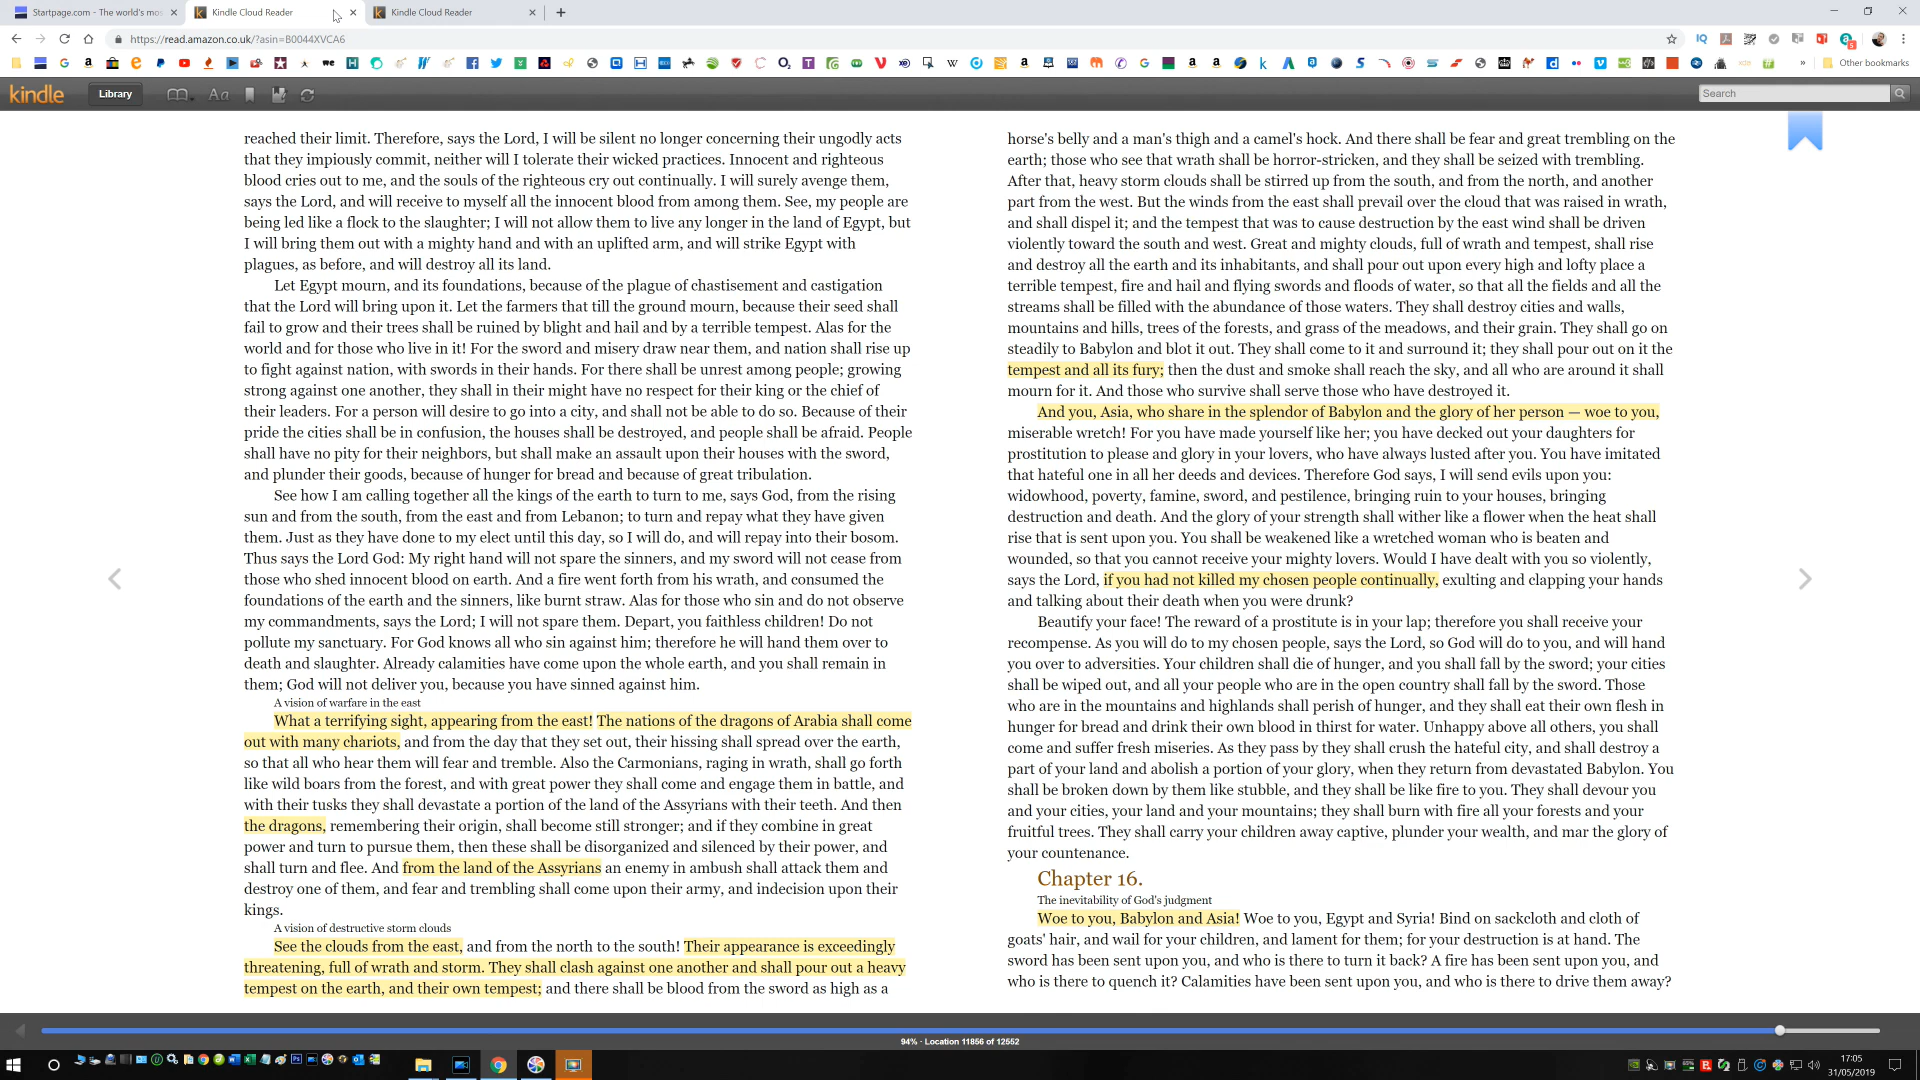 Startpage.com - The world's mo
Kindle Cloud Reader
Kindle Cloud Reader
https://read.amazon.co.uk/?asin=B0044XVCA6
Other bookmarks
kindle
Library
Aa
Search
reached their limit. Therefore, says the Lord, I will be silent no longer concerning their ungodly acts
that they impiously commit, neither will I tolerate their wicked practices. Innocent and righteous
blood cries out to me, and the souls of the righteous cry out continually. I will surely avenge them,
says the Lord, and will receive to myself all the innocent blood from among them. See, my people are
being led like a flock to the slaughter; I will not allow them to live any longer in the land of Egypt, but
I will bring them out with a mighty hand and with an uplifted arm, and will strike Egypt with
plagues, as before, and will destroy all its land.
Let Egypt mourn, and its foundations, because of the plague of chastisement and castigation
that the Lord will bring upon it. Let the farmers that till the ground mourn, because their seed shall
fail to grow and their trees shall be ruined by blight and hail and by a terrible tempest. Alas for the
world and for those who live in it! For the sword and misery draw near them, and nation shall rise up
to fight against nation, with swords in their hands. For there shall be unrest among people; growing
strong against one another, they shall in their might have no respect for their king or the chief of
their leaders. For a person will desire to go into a city, and shall not be able to do so. Because of their
pride the cities shall be in confusion, the houses shall be destroyed, and people shall be afraid. People
shall have no pity for their neighbors, but shall make an assault upon their houses with the sword,
and plunder their goods, because of hunger for bread and because of great tribulation.
See how I am calling together all the kings of the earth to turn to me, says God, from the rising
sun and from the south, from the east and from Lebanon; to turn and repay what they have given
them. Just as they have done to my elect until this day, so I will do, and will repay into their bosom.
Thus says the Lord God: My right hand will not spare the sinners, and my sword will not cease from
those who shed innocent blood on earth. And a fire went forth from his wrath, and consumed the
foundations of the earth and the sinners, like burnt straw. Alas for those who sin and do not observe
my commandments, says the Lord; I will not spare them. Depart, you faithless children! Do not
pollute my sanctuary. For God knows all who sin against him; therefore he will hand them over to
death and slaughter. Already calamities have come upon the whole earth, and you shall remain in
them; God will not deliver you, because you have sinned against him.
A vision of warfare in the east
What a terrifying sight, appearing from the east! The nations of the dragons of Arabia shall come
out with many chariots, and from the day that they set out, their hissing shall spread over the earth,
so that all who hear them will fear and tremble. Also the Carmonians, raging in wrath, shall go forth
like wild boars from the forest, and with great power they shall come and engage them in battle, and
with their tusks they shall devastate a portion of the land of the Assyrians with their teeth. And then
the dragons, remembering their origin, shall become still stronger; and if they combine in great
power and turn to pursue them, then these shall be disorganized and silenced by their power, and
shall turn and flee. And from the land of the Assyrians an enemy in ambush shall attack them and
destroy one of them, and fear and trembling shall come upon their army, and indecision upon their
kings.
A vision of destructive storm clouds
See the clouds from the east, and from the north to the south! Their appearance is exceedingly
threatening, full of wrath and storm. They shall clash against one another and shall pour out a heavy
tempest on the earth, and their own tempest; and there shall be blood from the sword as high as a
horse's belly and a man's thigh and a camel's hock. And there shall be fear and great trembling on the
earth; those who see that wrath shall be horror-stricken, and they shall be seized with trembling.
After that, heavy storm clouds shall be stirred up from the south, and from the north, and another
part from the west. But the winds from the east shall prevail over the cloud that was raised in wrath,
and shall dispel it; and the tempest that was to cause destruction by the east wind shall be driven
violently toward the south and west. Great and mighty clouds, full of wrath and tempest, shall rise
and destroy all the earth and its inhabitants, and shall pour out upon every high and lofty place a
terrible tempest, fire and hail and flying swords and floods of water, so that all the fields and all the
streams shall be filled with the abundance of those waters. They shall destroy cities and walls,
mountains and hills, trees of the forests, and grass of the meadows, and their grain. They shall go on
steadily to Babylon and blot it out. They shall come to it and surround it; they shall pour out on it the
tempest and all its fury; then the dust and smoke shall reach the sky, and all who are around it shall
mourn for it. And those who survive shall serve those who have destroyed it.
And you, Asia, who share in the splendor of Babylon and the glory of her person — woe to you,
miserable wretch! For you have made yourself like her; you have decked out your daughters for
prostitution to please and glory in your lovers, who have always lusted after you. You have imitated
that hateful one in all her deeds and devices. Therefore God says, I will send evils upon you:
widowhood, poverty, famine, sword, and pestilence, bringing ruin to your houses, bringing
destruction and death. And the glory of your strength shall wither like a flower when the heat shall
rise that is sent upon you. You shall be weakened like a wretched woman who is beaten and
wounded, so that you cannot receive your mighty lovers. Would I have dealt with you so violently,
says the Lord, if you had not killed my chosen people continually, exulting and clapping your hands
and talking about their death when you were drunk?
Beautify your face! The reward of a prostitute is in your lap; therefore you shall receive your
recompense. As you will do to my chosen people, says the Lord, so God will do to you, and will hand
you over to adversities. Your children shall die of hunger, and you shall fall by the sword; your cities
shall be wiped out, and all your people who are in the open country shall fall by the sword. Those
who are in the mountains and highlands shall perish of hunger, and they shall eat their own flesh in
hunger for bread and drink their own blood in thirst for water. Unhappy above all others, you shall
come and suffer fresh miseries. As they pass by they shall crush the hateful city, and shall destroy a
part of your land and abolish a portion of your glory, when they return from devastated Babylon. You
shall be broken down by them like stubble, and they shall be like fire to you. They shall devour you
and your cities, your land and your mountains; they shall burn with fire all your forests and your
fruitful trees. They shall carry your children away captive, plunder your wealth, and mar the glory of
your countenance.
Chapter 16.
The inevitability of God's judgment
Woe to you, Babylon and Asia! Woe to you, Egypt and Syria! Bind on sackcloth and cloth of
goats' hair, and wail for your children, and lament for them; for your destruction is at hand. The
sword has been sent upon you, and who is there to turn it back? A fire has been sent upon you, and
who is there to quench it? Calamities have been sent upon you, and who is there to drive them away?
94% · Location 11856 of 12552
17:05
31/05/2019